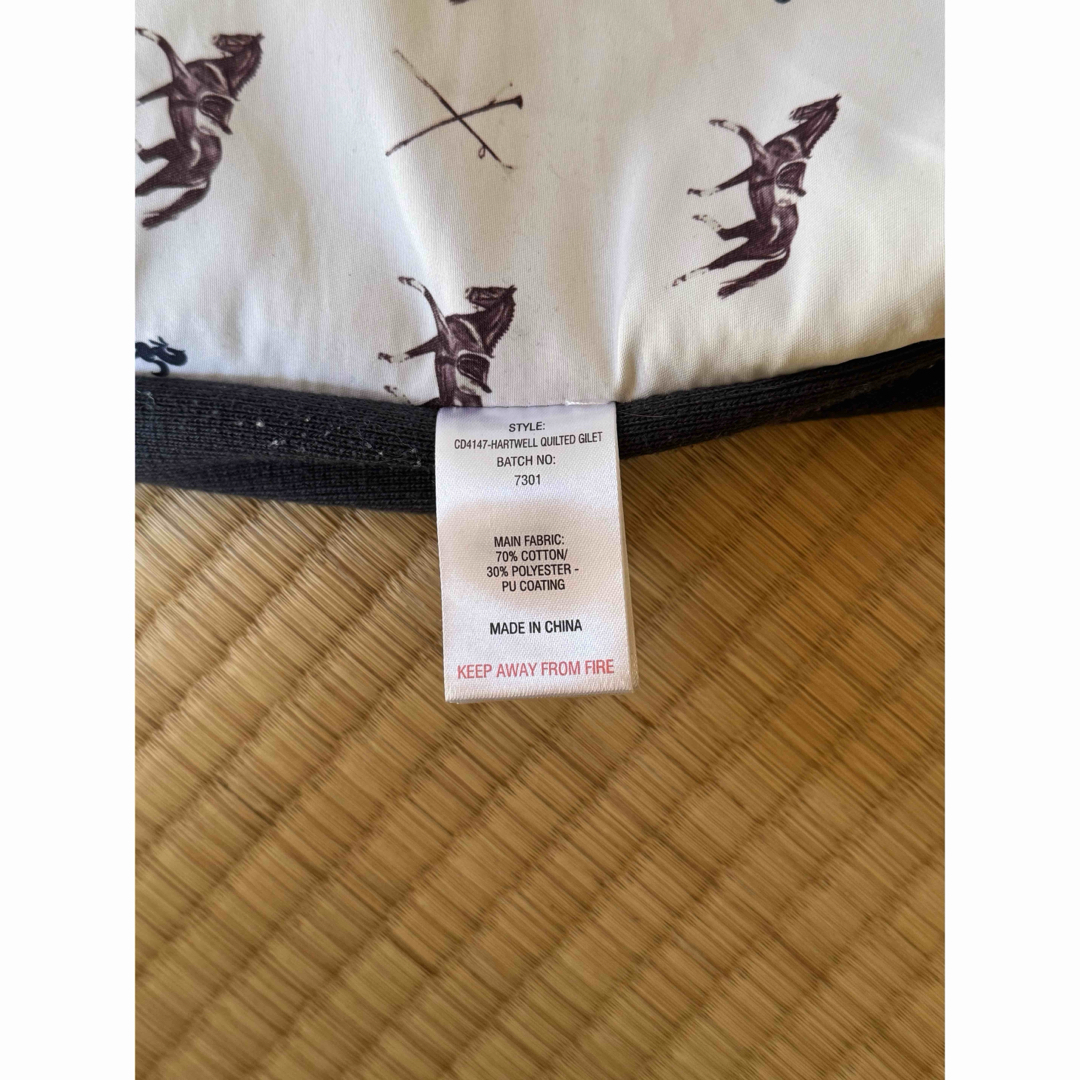 STYLE:
CD4147-HARTWELL QUILTED GILET
BATCH NO:
7301
MAIN FABRIC:
70% COTTON/
30% POLYESTER -
PU COATING
MADE IN CHINA
KEEP AWAY FROM FIRE